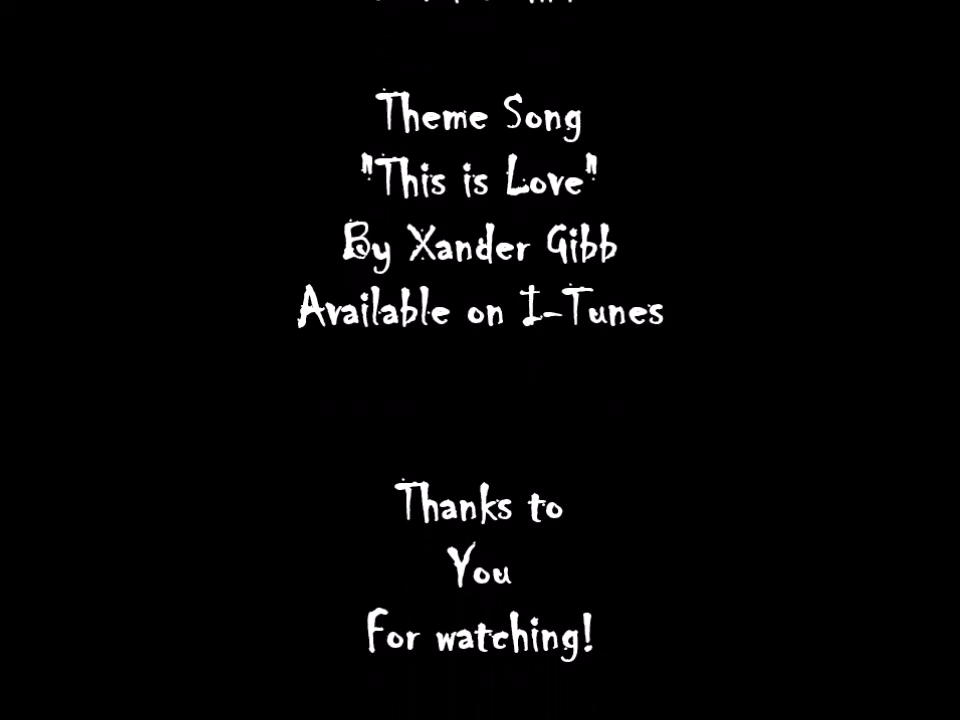 Theme Song
"This is Love"
By Xander Gibb
Available on I-Tunes
Thanks to
You
For watching!